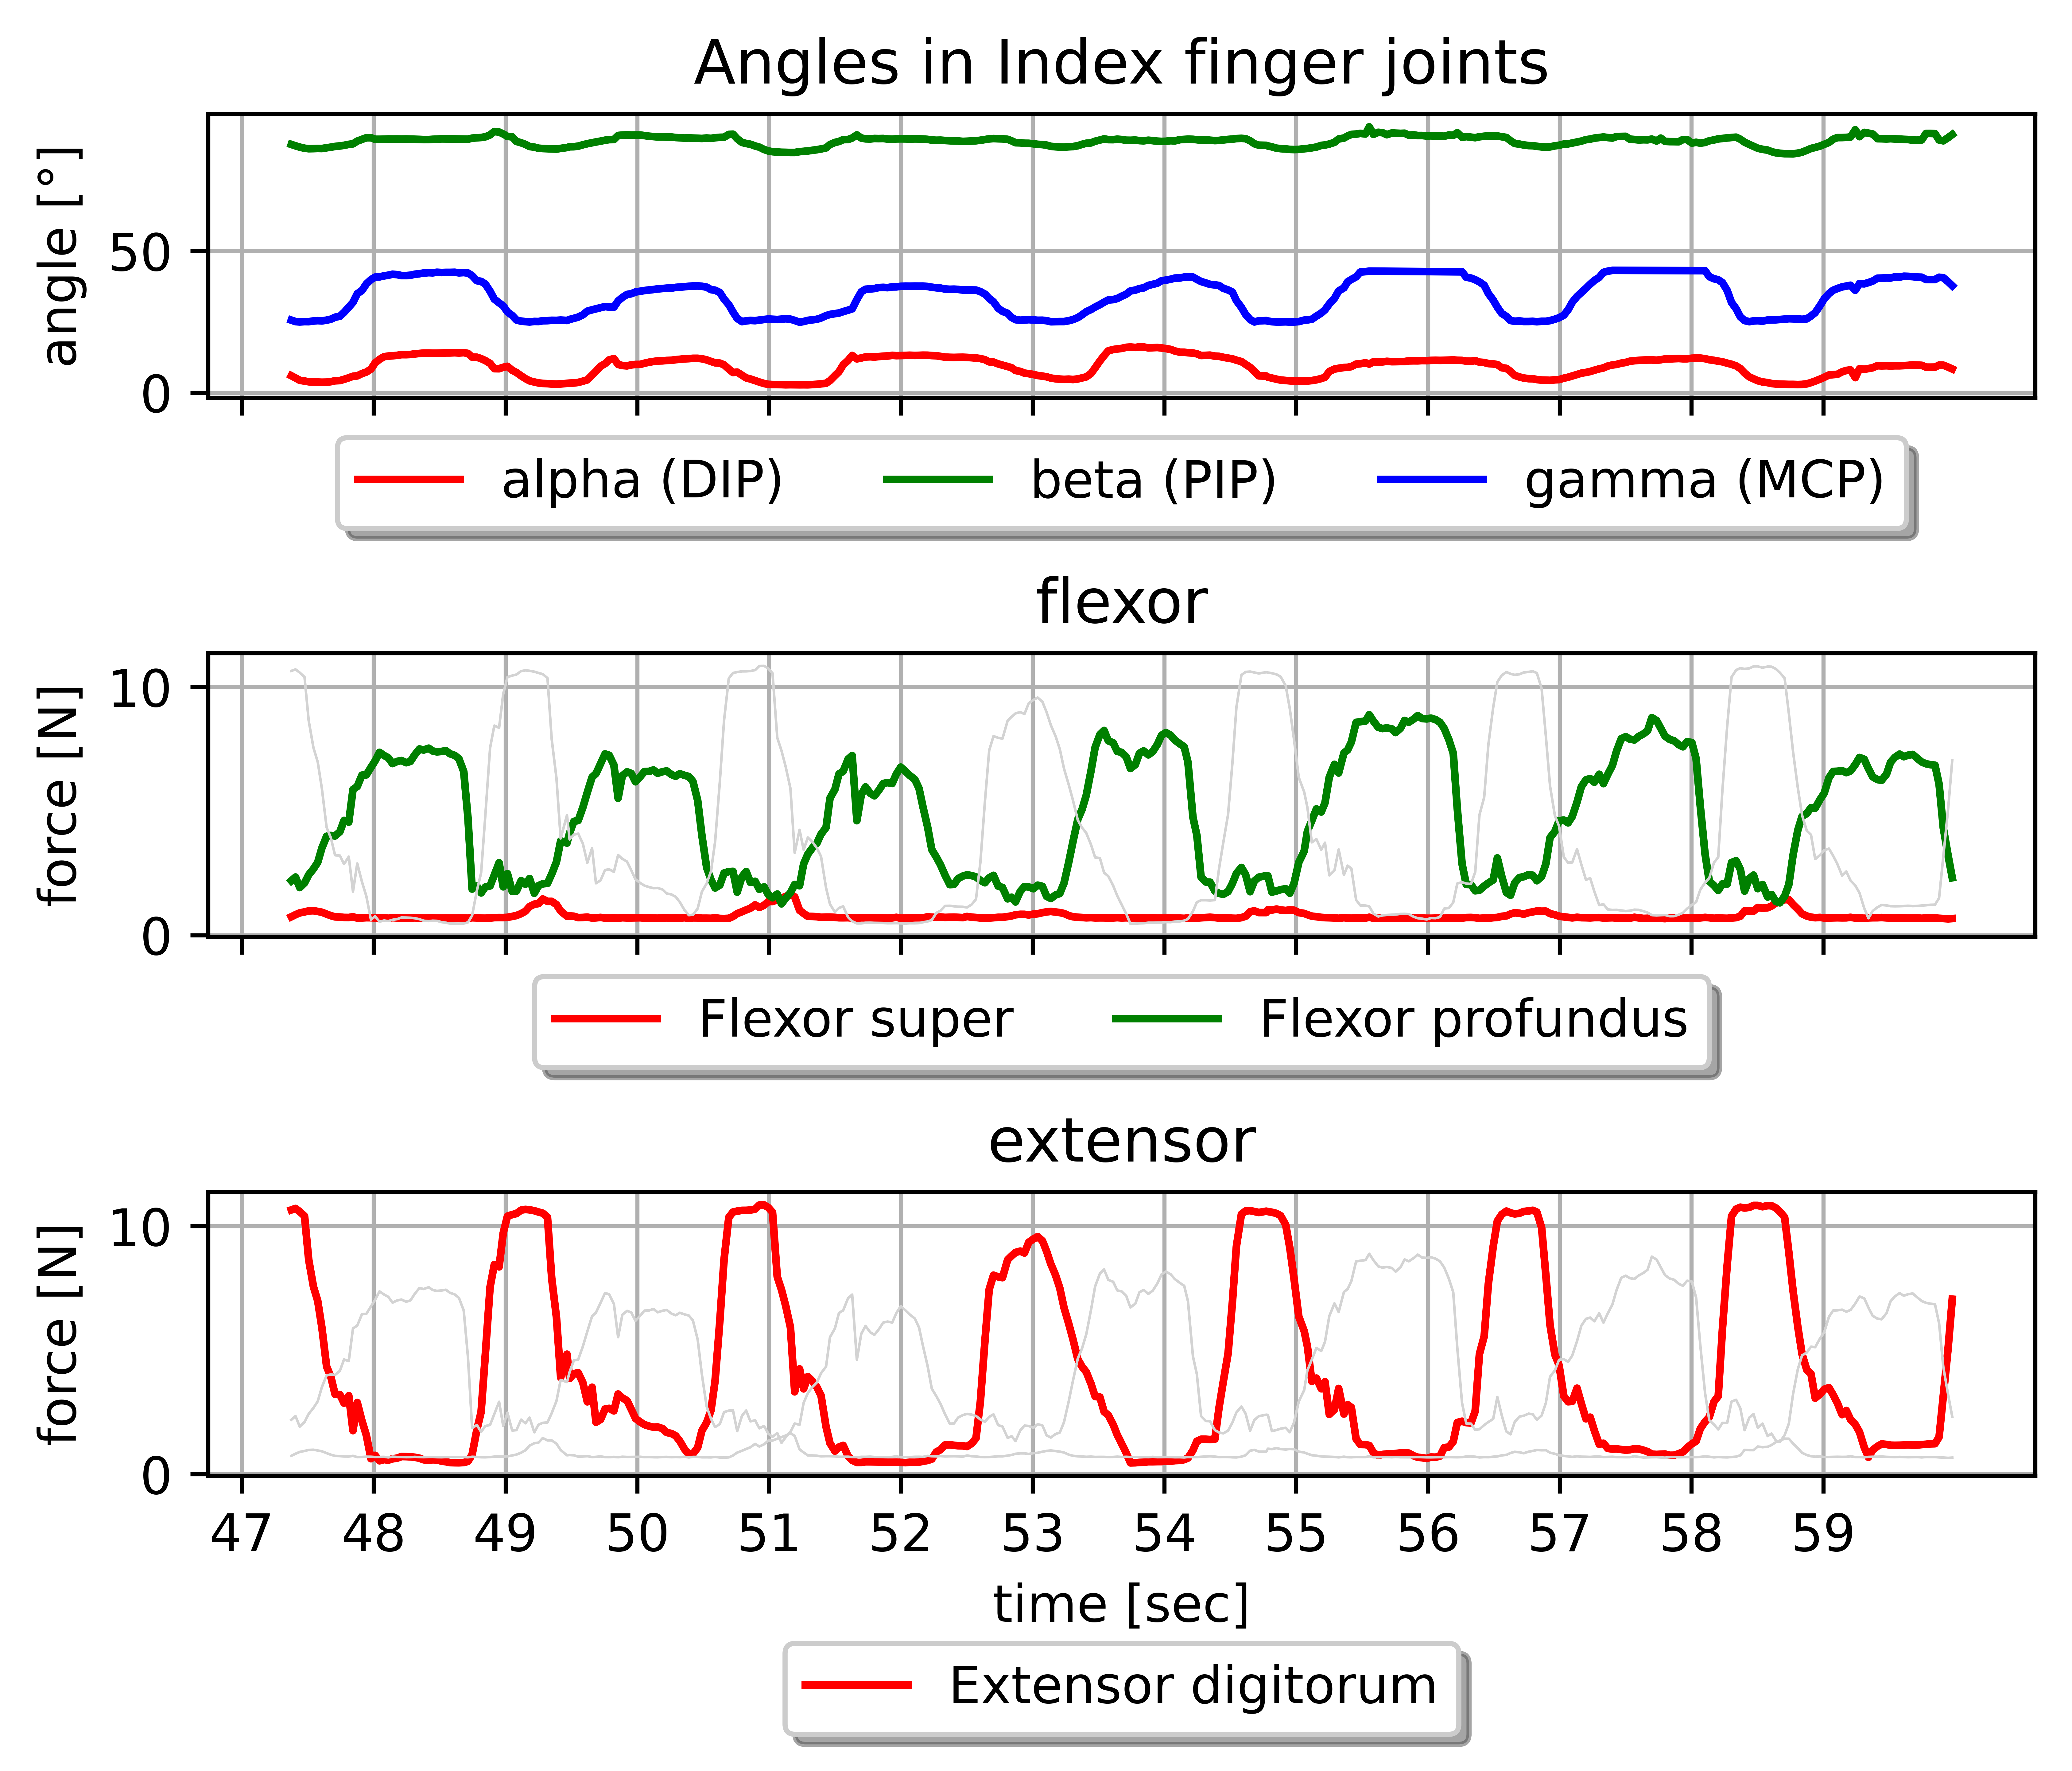 Angles in Index finger joints
angle [°]
50
0
alpha (DIP) beta (PIP) gamma (MCP)
flexor
force [N]
10
0
Flexor super Flexor profundus
extensor
force [N]
10
0
47 48 49 50 51 52 53 54 55 56 57 58 59
time [sec]
Extensor digitorum